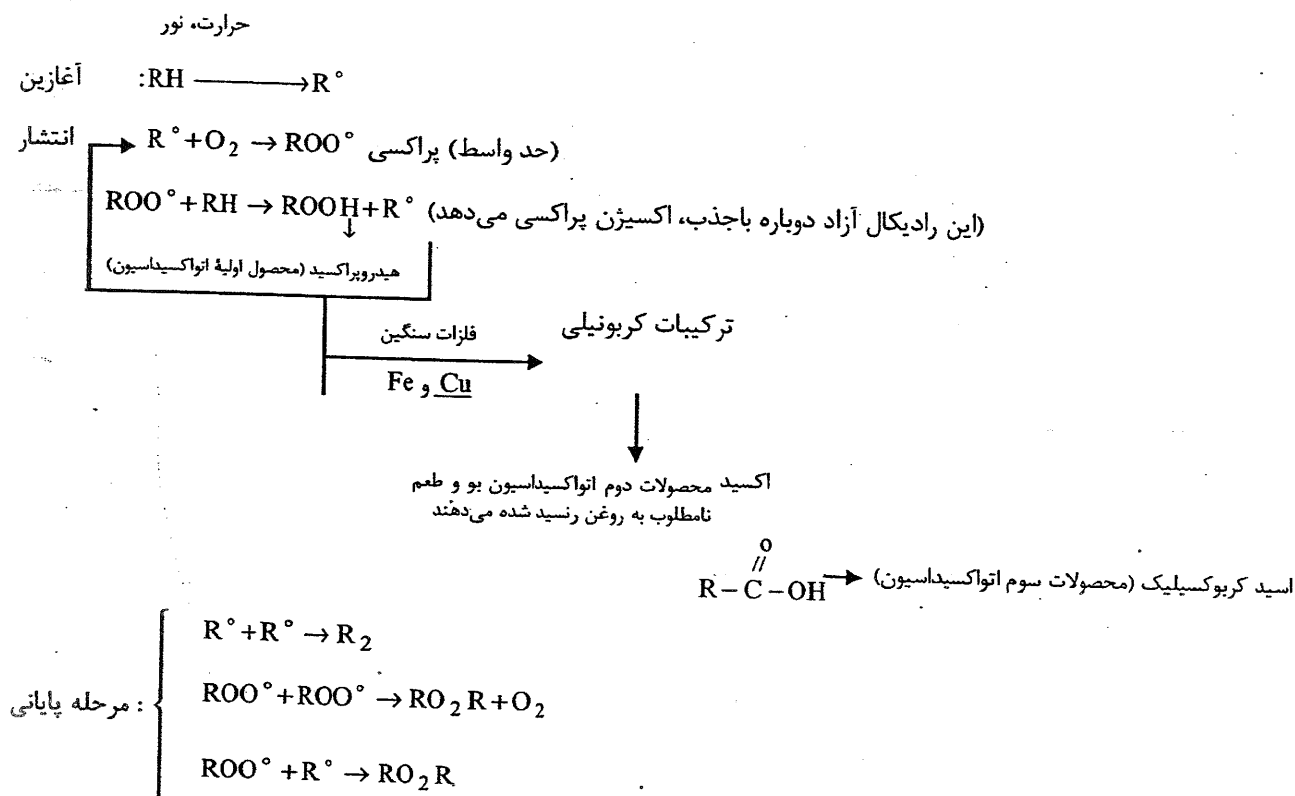 حرارت، نور
آغازین :RH ⟶ R°
انتشار R°+O₂ → ROO° پراکسی (حد واسط)
ROO°+RH → ROOH+R° (این رادیکال آزاد دوباره باجذب، اکسیژن پراکسی می‌دهد)
هیدروپراکسید (محصول اولیهٔ اتواکسیداسیون)
فلزات سنگین
Cu و Fe
ترکیبات کربونیلی
اکسید محصولات دوم اتواکسیداسیون بو و طعم
نامطلوب به روغن رنسید شده می‌دهند
O
//
R–C–OH → اسید کربوکسیلیک (محصولات سوم اتواکسیداسیون)
R°+R° → R₂
مرحله پایانی : ROO°+ROO° → RO₂R+O₂
ROO°+R° → RO₂R